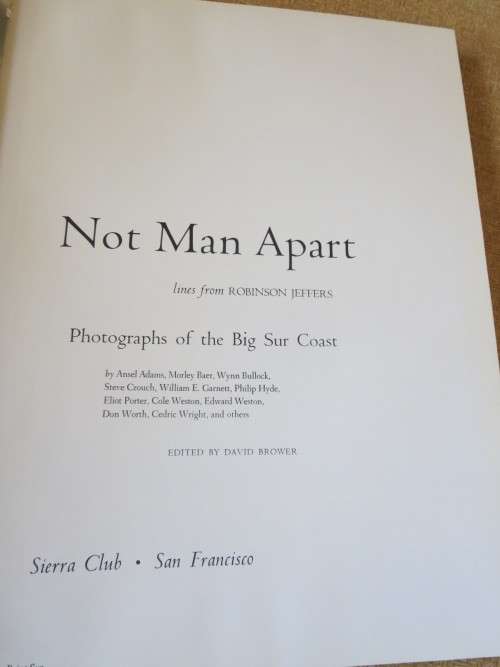 Not Man Apart
lines from ROBINSON JEFFERS
Photographs of the Big Sur Coast
by Ansel Adams, Morley Baer, Wynn Bullock,
Steve Crouch, William E. Garnett, Philip Hyde,
Eliot Porter, Cole Weston, Edward Weston,
Don Worth, Cedric Wright, and others
EDITED BY DAVID BROWER
Sierra Club • San Francisco